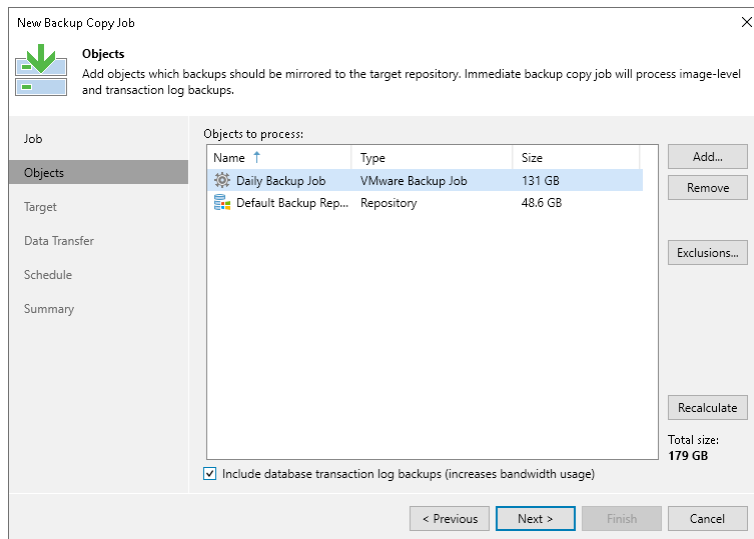 New Backup Copy Job
Objects
Add objects which backups should be mirrored to the target repository. Immediate backup copy job will process image-level
and transaction log backups.
Job
Objects
Target
Data Transfer
Schedule
Summary
Objects to process:
Name Type Size
Daily Backup Job VMware Backup Job 131 GB
Default Backup Rep... Repository 48.6 GB
Add...
Remove
Exclusions...
Recalculate
Total size:
179 GB
Include database transaction log backups (increases bandwidth usage)
< Previous Next > Finish Cancel